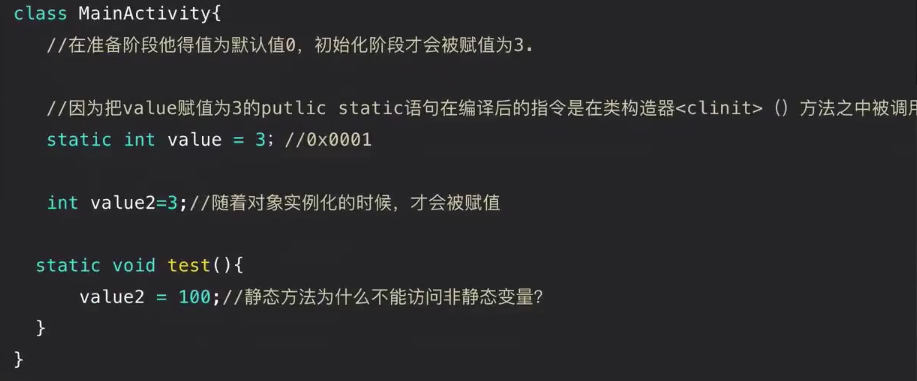 class MainActivity{
//在准备阶段他得值为默认值0，初始化阶段才会被赋值为3.
//因为把value赋值为3的putlic static语句在编译后的指令是在类构造器<clinit>（）方法之中被调用
static int value = 3; //0x0001
int value2=3;//随着对象实例化的时候，才会被赋值
static void test(){
value2 = 100;//静态方法为什么不能访问非静态变量？
}
}